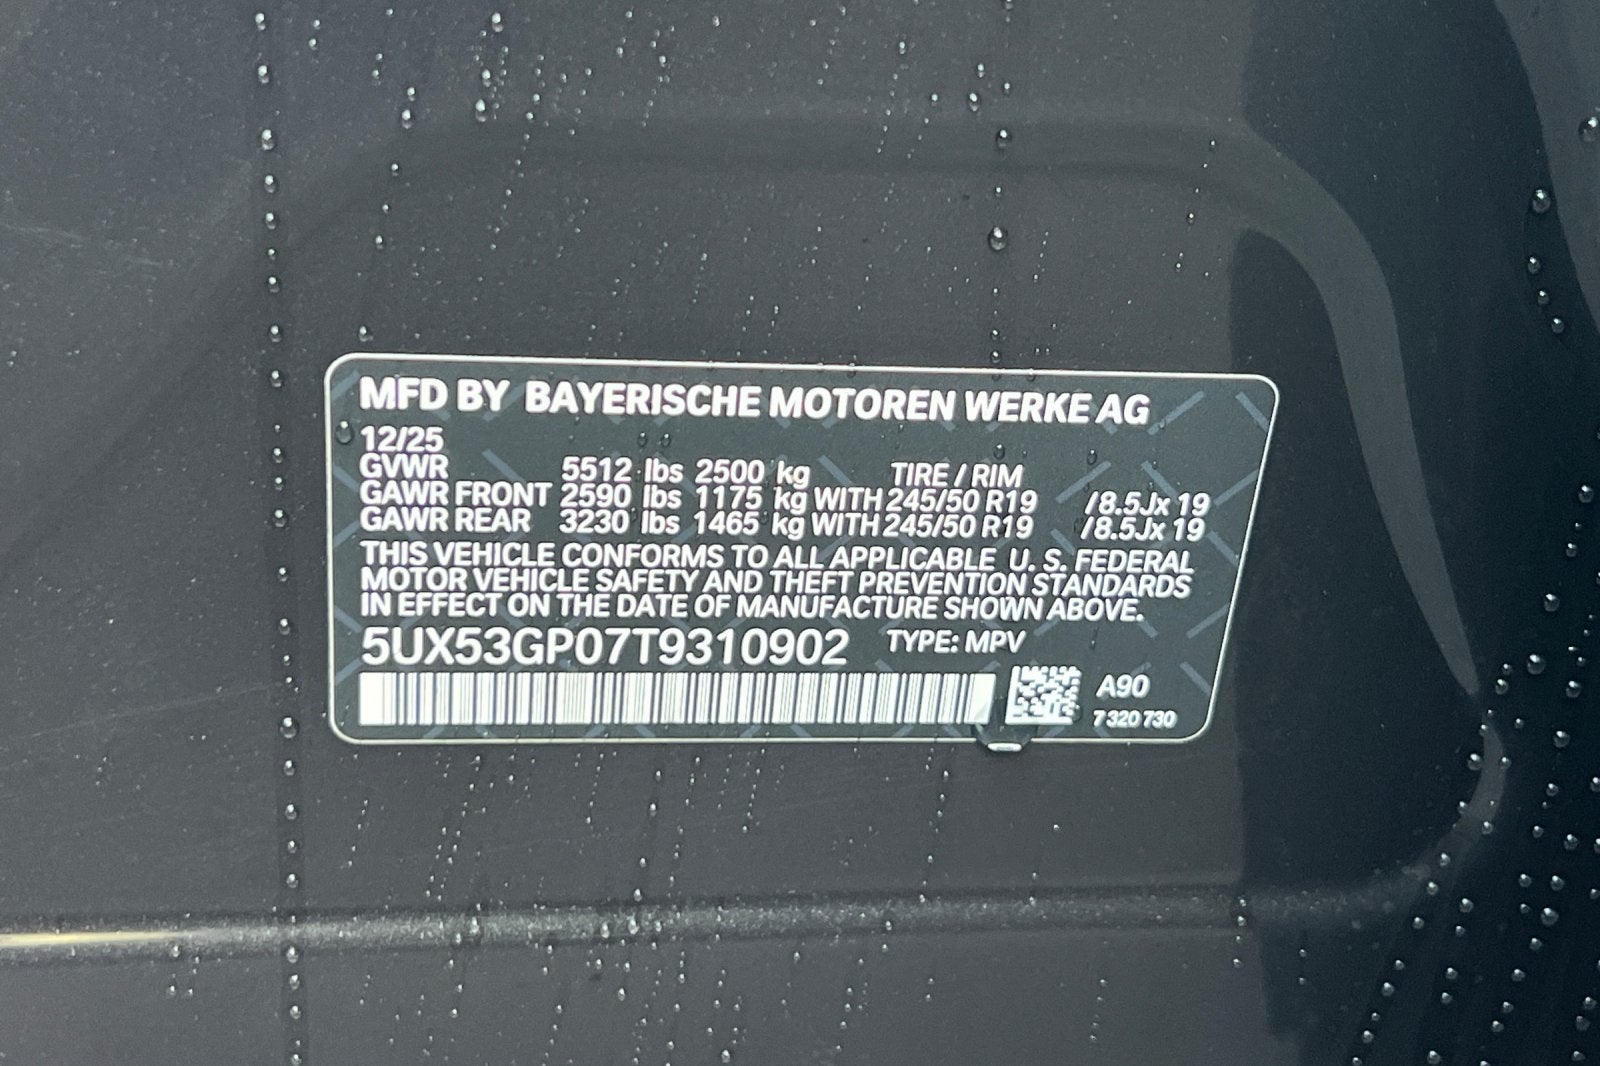 MFD BY BAYERISCHE MOTOREN WERKE AG
12/25
GVWR 5512 lbs 2500 kg TIRE / RIM
GAWR FRONT 2590 lbs 1175 kg WITH 245/50 R19 /8.5Jx 19
GAWR REAR 3230 lbs 1465 kg WITH 245/50 R19 /8.5Jx 19
THIS VEHICLE CONFORMS TO ALL APPLICABLE U. S. FEDERAL
MOTOR VEHICLE SAFETY AND THEFT PREVENTION STANDARDS
IN EFFECT ON THE DATE OF MANUFACTURE SHOWN ABOVE.
5UX53GP07T9310902 TYPE: MPV
A90
7 320 730